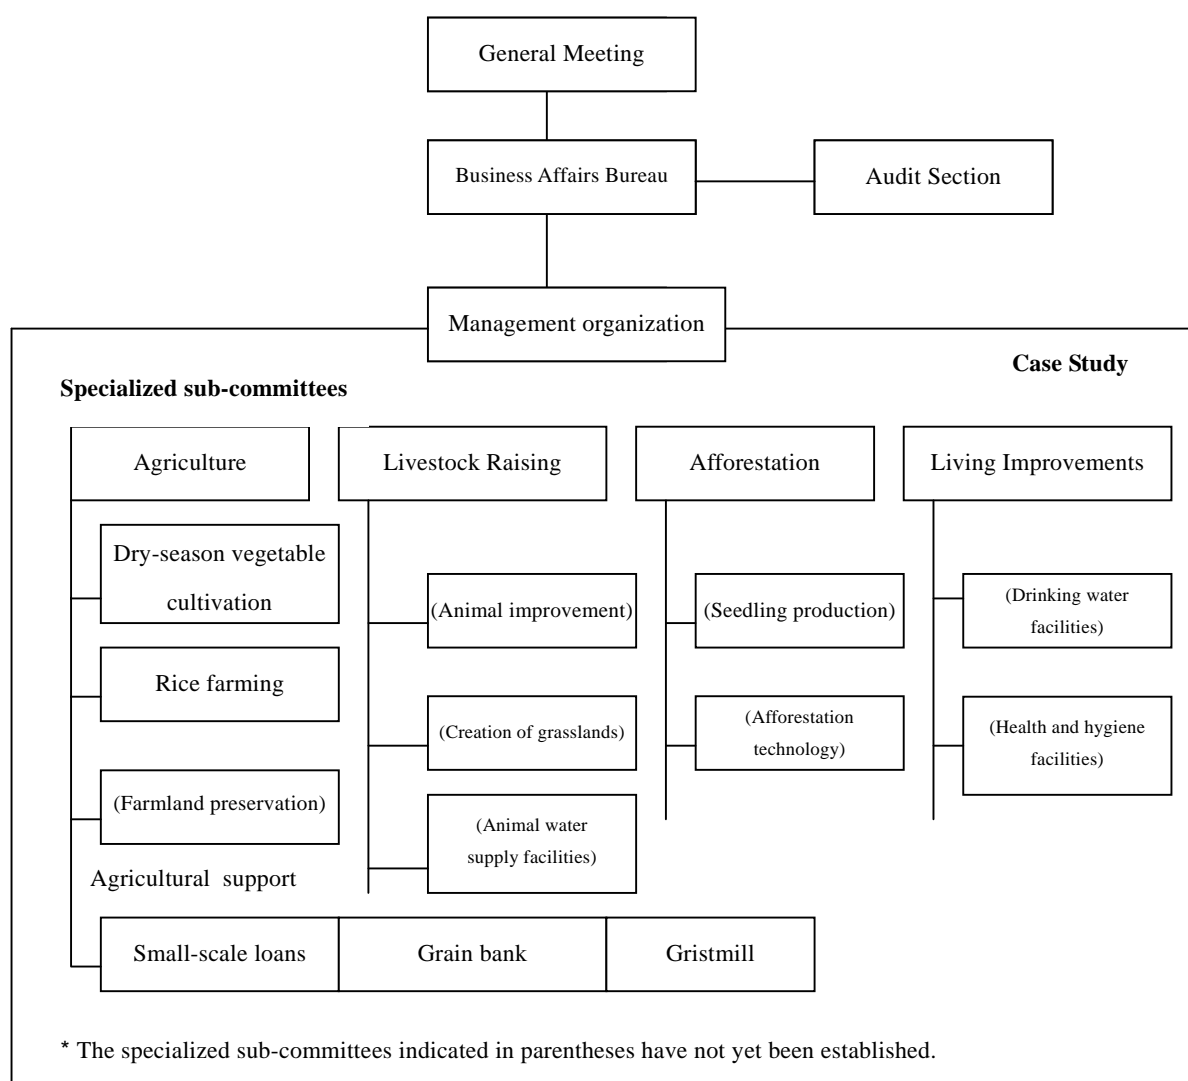 General Meeting
Business Affairs Bureau
Audit Section
Management organization
Case Study
Specialized sub-committees
Agriculture
Livestock Raising
Afforestation
Living Improvements
Dry-season vegetable
cultivation
(Animal improvement)
(Seedling production)
(Drinking water
facilities)
Rice farming
(Creation of grasslands)
(Afforestation
technology)
(Health and hygiene
facilities)
(Farmland preservation)
(Animal water
supply facilities)
Agricultural support
Small-scale loans
Grain bank
Gristmill
* The specialized sub-committees indicated in parentheses have not yet been established.